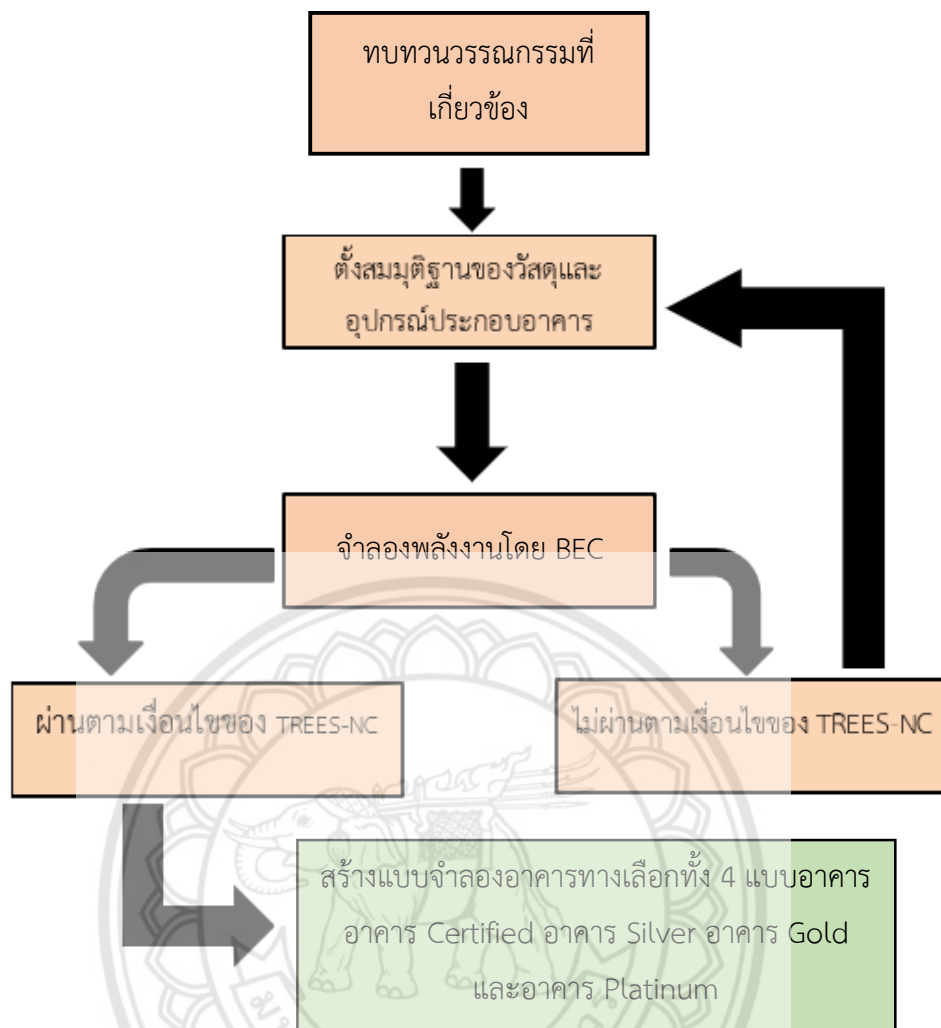 ทบทวนวรรณกรรมที่
เกี่ยวข้อง
ตั้งสมมุติฐานของวัสดุและ
อุปกรณ์ประกอบอาคาร
จำลองพลังงานโดย BEC
ผ่านตามเงื่อนไขของ TREES-NC
ไม่ผ่านตามเงื่อนไขของ TREES-NC
สร้างแบบจำลองอาคารทางเลือกทั้ง 4 แบบอาคาร
อาคาร Certified อาคาร Silver อาคาร Gold
และอาคาร Platinum